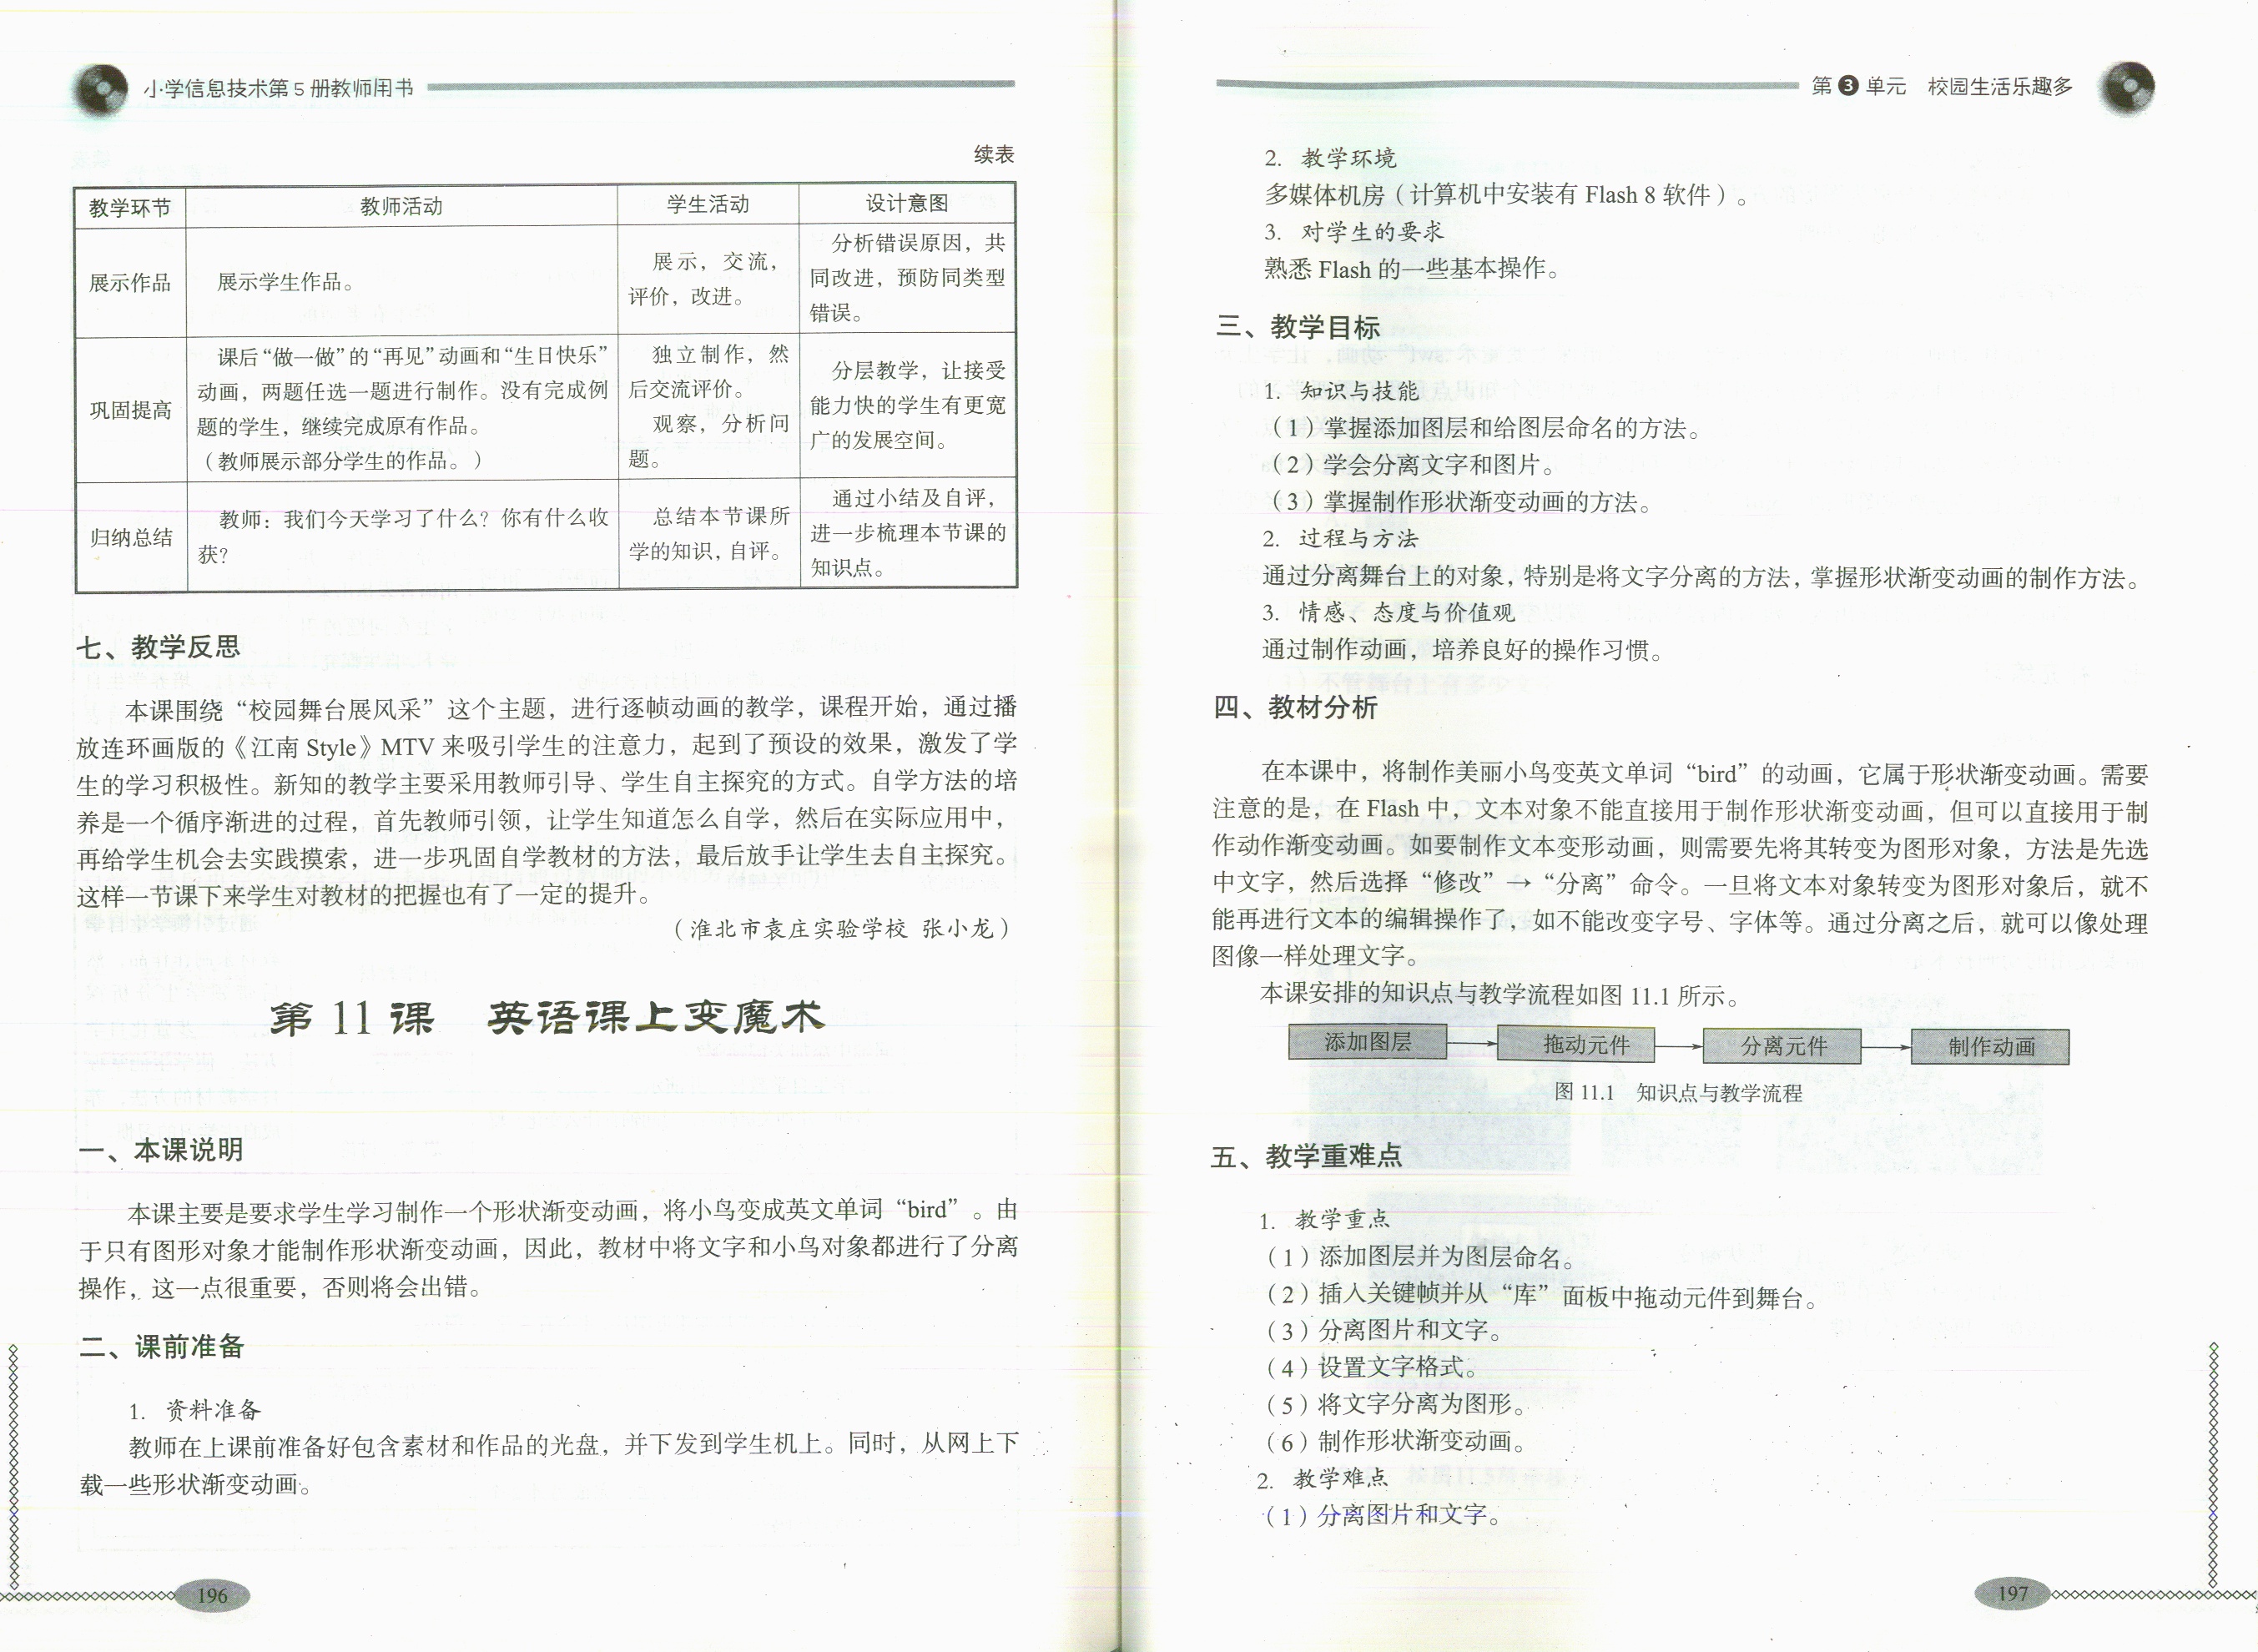 小学信息技术第5册教师用书
续表
教学环节 教师活动 学生活动 设计意图
展示作品
展示学生作品。
展示，交流，
评价，改进。
分析错误原因，共
同改进，预防同类型
错误。
巩固提高
课后“做一做”的“再见”动画和“生日快乐”
动画，两题任选一题进行制作。没有完成例
题的学生，继续完成原有作品。
（教师展示部分学生的作品。）
独立制作，然
后交流评价。
观察，分析问
题。
分层教学，让接受
能力快的学生有更宽
广的发展空间。
归纳总结
教师：我们今天学习了什么？你有什么收
获？
总结本节课所
学的知识，自评。
通过小结及自评，
进一步梳理本节课的
知识点。
七、教学反思
本课围绕“校园舞台展风采”这个主题，进行逐帧动画的教学，课程开始，通过播
放连环画版的《江南 Style》MTV 来吸引学生的注意力，起到了预设的效果，激发了学
生的学习积极性。新知的教学主要采用教师引导、学生自主探究的方式。自学方法的培
养是一个循序渐进的过程，首先教师引领，让学生知道怎么自学，然后在实际应用中，
再给学生机会去实践摸索，进一步巩固自学教材的方法，最后放手让学生去自主探究。
这样一节课下来学生对教材的把握也有了一定的提升。
（淮北市袁庄实验学校 张小龙）
第 11 课 英语课上变魔术
一、本课说明
本课主要是要求学生学习制作一个形状渐变动画，将小鸟变成英文单词“bird”。由
于只有图形对象才能制作形状渐变动画，因此，教材中将文字和小鸟对象都进行了分离
操作，这一点很重要，否则将会出错。
二、课前准备
1. 资料准备
教师在上课前准备好包含素材和作品的光盘，并下发到学生机上。同时，从网上下
载一些形状渐变动画。
196
第3单元 校园生活乐趣多
2. 教学环境
多媒体机房（计算机中安装有 Flash 8 软件）。
3. 对学生的要求
熟悉 Flash 的一些基本操作。
三、教学目标
1. 知识与技能
（1）掌握添加图层和给图层命名的方法。
（2）学会分离文字和图片。
（3）掌握制作形状渐变动画的方法。
2. 过程与方法
通过分离舞台上的对象，特别是将文字分离的方法，掌握形状渐变动画的制作方法。
3. 情感、态度与价值观
通过制作动画，培养良好的操作习惯。
四、教材分析
在本课中，将制作美丽小鸟变英文单词“bird”的动画，它属于形状渐变动画。需要
注意的是，在 Flash 中，文本对象不能直接用于制作形状渐变动画，但可以直接用于制
作动作渐变动画。如要制作文本变形动画，则需要先将其转变为图形对象，方法是先选
中文字，然后选择“修改”→“分离”命令。一旦将文本对象转变为图形对象后，就不
能再进行文本的编辑操作了，如不能改变字号、字体等。通过分离之后，就可以像处理
图像一样处理文字。
本课安排的知识点与教学流程如图 11.1 所示。
添加图层 → 拖动元件 → 分离元件 → 制作动画
图 11.1 知识点与教学流程
五、教学重难点
1. 教学重点
（1）添加图层并为图层命名。
（2）插入关键帧并从“库”面板中拖动元件到舞台。
（3）分离图片和文字。
（4）设置文字格式。
（5）将文字分离为图形。
（6）制作形状渐变动画。
2. 教学难点
（1）分离图片和文字。
197